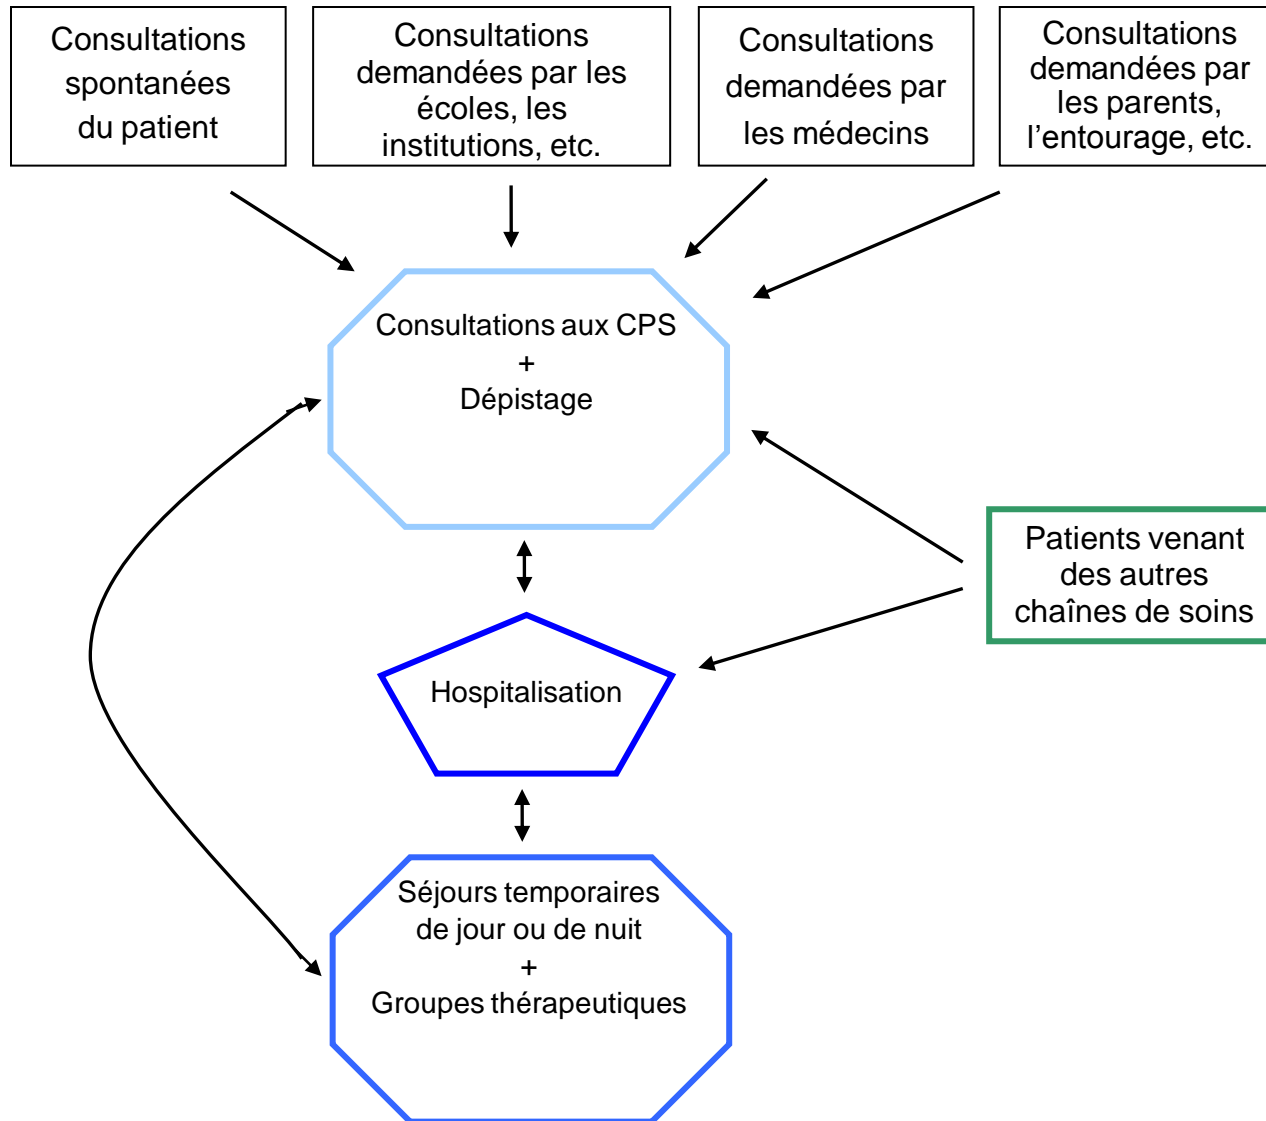 Consultations
spontanées
du patient
Consultations
demandées par les
écoles, les
institutions, etc.
Consultations
demandées par
les médecins
Consultations
demandées par
les parents,
l’entourage, etc.
Consultations aux CPS
+
Dépistage
Patients venant
des autres
chaînes de soins
Hospitalisation
Séjours temporaires
de jour ou de nuit
+
Groupes thérapeutiques